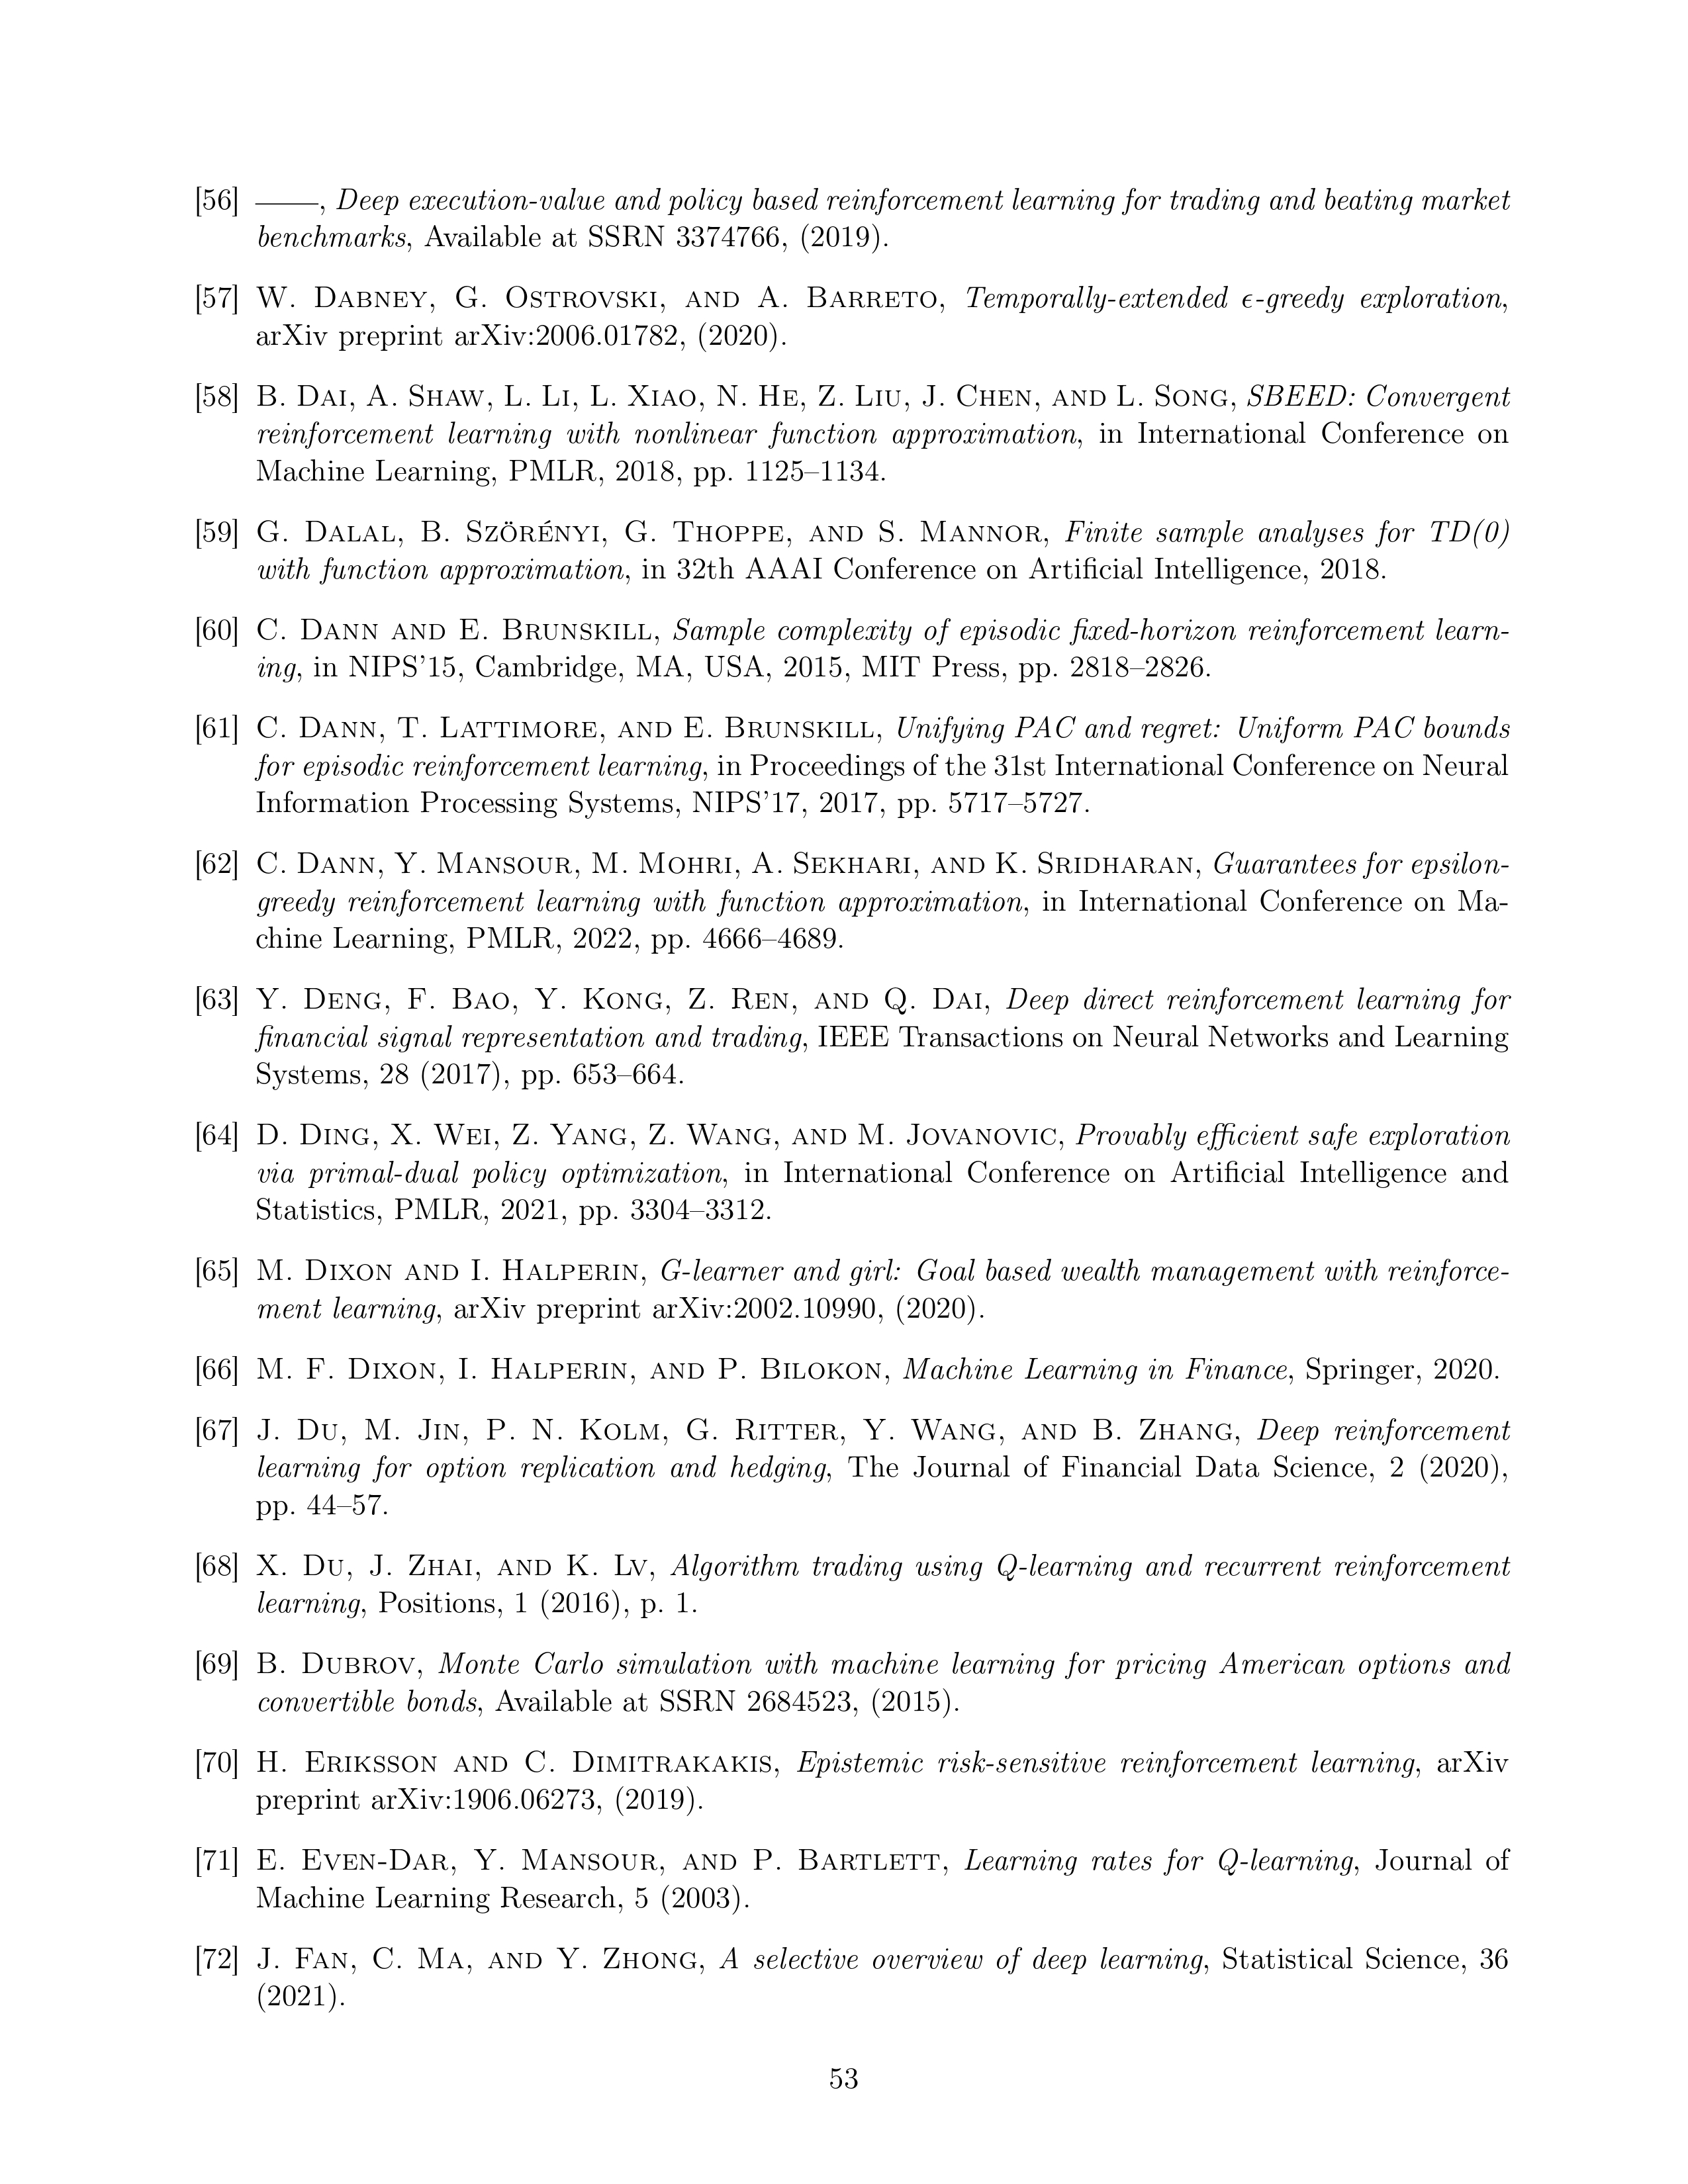 [56] ——, Deep execution-value and policy based reinforcement learning for trading and beating market
benchmarks, Available at SSRN 3374766, (2019).
[57] W. Dabney, G. Ostrovski, and A. Barreto, Temporally-extended ϵ-greedy exploration,
arXiv preprint arXiv:2006.01782, (2020).
[58] B. Dai, A. Shaw, L. Li, L. Xiao, N. He, Z. Liu, J. Chen, and L. Song, SBEED: Convergent
reinforcement learning with nonlinear function approximation, in International Conference on
Machine Learning, PMLR, 2018, pp. 1125–1134.
[59] G. Dalal, B. Szörényi, G. Thoppe, and S. Mannor, Finite sample analyses for TD(0)
with function approximation, in 32th AAAI Conference on Artificial Intelligence, 2018.
[60] C. Dann and E. Brunskill, Sample complexity of episodic fixed-horizon reinforcement learn-
ing, in NIPS'15, Cambridge, MA, USA, 2015, MIT Press, pp. 2818–2826.
[61] C. Dann, T. Lattimore, and E. Brunskill, Unifying PAC and regret: Uniform PAC bounds
for episodic reinforcement learning, in Proceedings of the 31st International Conference on Neural
Information Processing Systems, NIPS'17, 2017, pp. 5717–5727.
[62] C. Dann, Y. Mansour, M. Mohri, A. Sekhari, and K. Sridharan, Guarantees for epsilon-
greedy reinforcement learning with function approximation, in International Conference on Ma-
chine Learning, PMLR, 2022, pp. 4666–4689.
[63] Y. Deng, F. Bao, Y. Kong, Z. Ren, and Q. Dai, Deep direct reinforcement learning for
financial signal representation and trading, IEEE Transactions on Neural Networks and Learning
Systems, 28 (2017), pp. 653–664.
[64] D. Ding, X. Wei, Z. Yang, Z. Wang, and M. Jovanovic, Provably efficient safe exploration
via primal-dual policy optimization, in International Conference on Artificial Intelligence and
Statistics, PMLR, 2021, pp. 3304–3312.
[65] M. Dixon and I. Halperin, G-learner and girl: Goal based wealth management with reinforce-
ment learning, arXiv preprint arXiv:2002.10990, (2020).
[66] M. F. Dixon, I. Halperin, and P. Bilokon, Machine Learning in Finance, Springer, 2020.
[67] J. Du, M. Jin, P. N. Kolm, G. Ritter, Y. Wang, and B. Zhang, Deep reinforcement
learning for option replication and hedging, The Journal of Financial Data Science, 2 (2020),
pp. 44–57.
[68] X. Du, J. Zhai, and K. Lv, Algorithm trading using Q-learning and recurrent reinforcement
learning, Positions, 1 (2016), p. 1.
[69] B. Dubrov, Monte Carlo simulation with machine learning for pricing American options and
convertible bonds, Available at SSRN 2684523, (2015).
[70] H. Eriksson and C. Dimitrakakis, Epistemic risk-sensitive reinforcement learning, arXiv
preprint arXiv:1906.06273, (2019).
[71] E. Even-Dar, Y. Mansour, and P. Bartlett, Learning rates for Q-learning, Journal of
Machine Learning Research, 5 (2003).
[72] J. Fan, C. Ma, and Y. Zhong, A selective overview of deep learning, Statistical Science, 36
(2021).
53